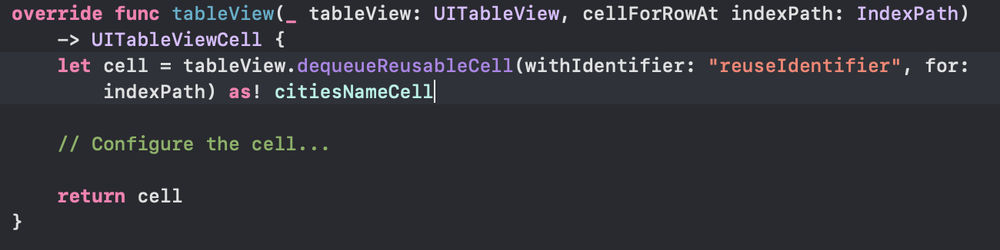 override func tableView(_ tableView: UITableView, cellForRowAt indexPath: IndexPath)
-> UITableViewCell {
let cell = tableView.dequeueReusableCell(withIdentifier: "reuseIdentifier", for:
indexPath) as! citiesNameCell
// Configure the cell...
return cell
}